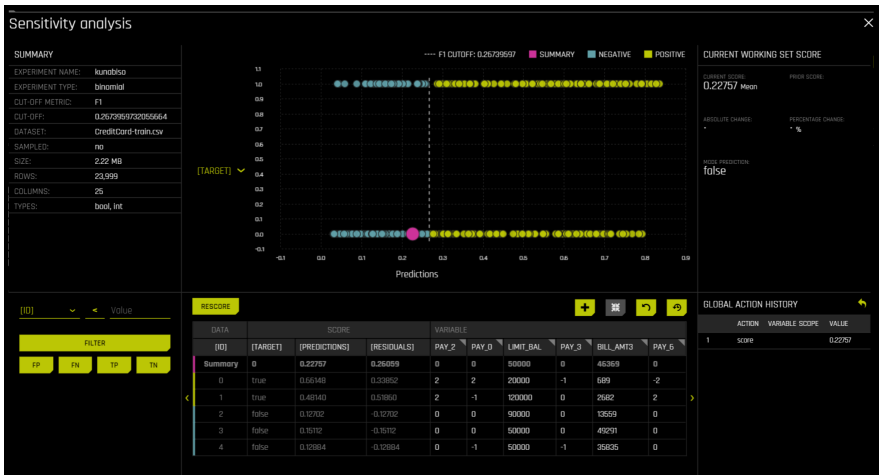 Sensitivity analysis
SUMMARY
EXPERIMENT NAME: kunabiso
EXPERIMENT TYPE: binomial
CUT-OFF METRIC: F1
CUT-OFF: 0.2673959732055664
DATASET: CreditCard-train.csv
SAMPLED: no
SIZE: 2.22 MB
ROWS: 23,999
COLUMNS: 25
TYPES: bool, int
F1 CUTOFF: 0.26739597 SUMMARY NEGATIVE POSITIVE
1.1
1.0
0.9
0.8
0.7
0.6
0.5
[TARGET] 0.4
0.3
0.2
0.1
0.0
-0.1
-0.1 0.0 0.1 0.2 0.3 0.4 0.5 0.6 0.7 0.8 0.9
Predictions
CURRENT WORKING SET SCORE
CURRENT SCORE: PRIOR SCORE:
0.22757 Mean
ABSOLUTE CHANGE: PERCENTAGE CHANGE:
- - %
MODE PREDICTION:
false
[ID] < Value
FILTER
FP FN TP TN
RESCORE
DATA SCORE VARIABLE
[ID] [TARGET] [PREDICTIONS] [RESIDUALS] PAY_2 PAY_0 LIMIT_BAL PAY_3 BILL_AMT3 PAY_6
Summary 0 0.22757 0.26059 0 0 50000 0 46369 0
0 true 0.66148 0.33852 2 2 20000 -1 689 -2
1 true 0.48140 0.51860 2 -1 120000 0 2682 2
2 false 0.12702 -0.12702 0 0 90000 0 13559 0
3 false 0.15112 -0.15112 0 0 50000 0 49291 0
4 false 0.12884 -0.12884 0 -1 50000 -1 35835 0
GLOBAL ACTION HISTORY
ACTION VARIABLE SCOPE VALUE
1 score 0.22757